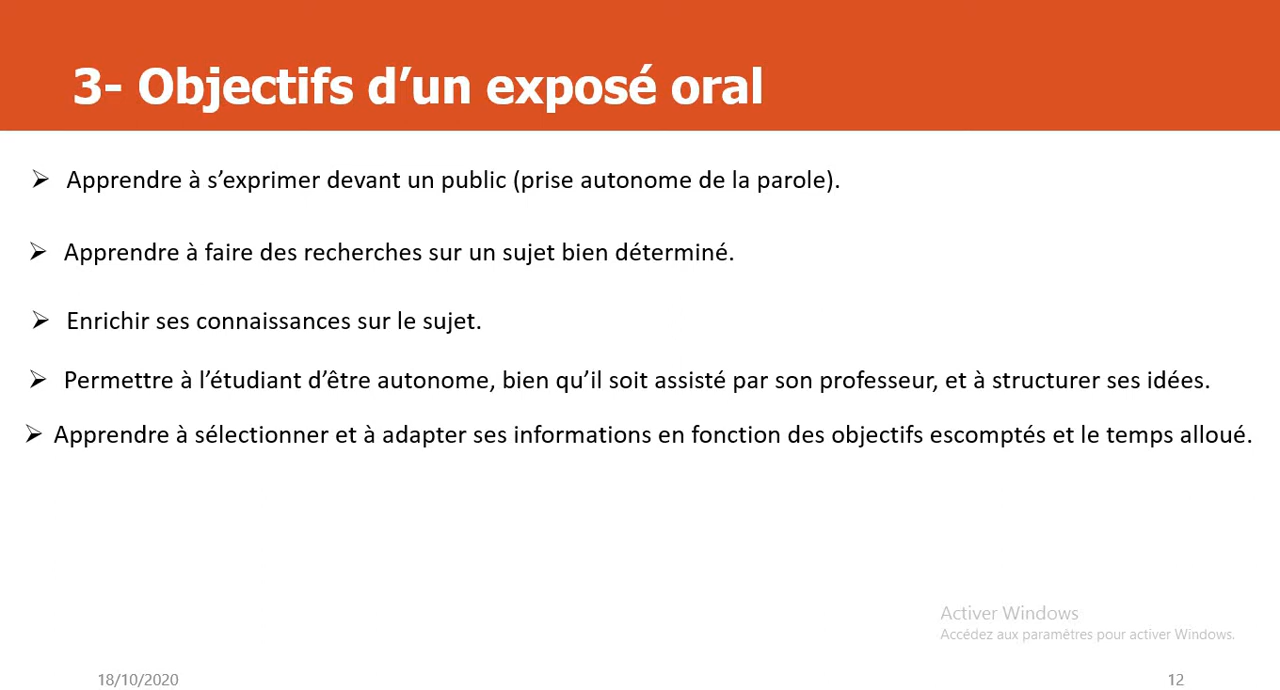 3- Objectifs d’un exposé oral
➢ Apprendre à s’exprimer devant un public (prise autonome de la parole).
➢ Apprendre à faire des recherches sur un sujet bien déterminé.
➢ Enrichir ses connaissances sur le sujet.
➢ Permettre à l’étudiant d’être autonome, bien qu’il soit assisté par son professeur, et à structurer ses idées.
➢ Apprendre à sélectionner et à adapter ses informations en fonction des objectifs escomptés et le temps alloué.
Activer Windows
Accédez aux paramètres pour activer Windows.
18/10/2020
12